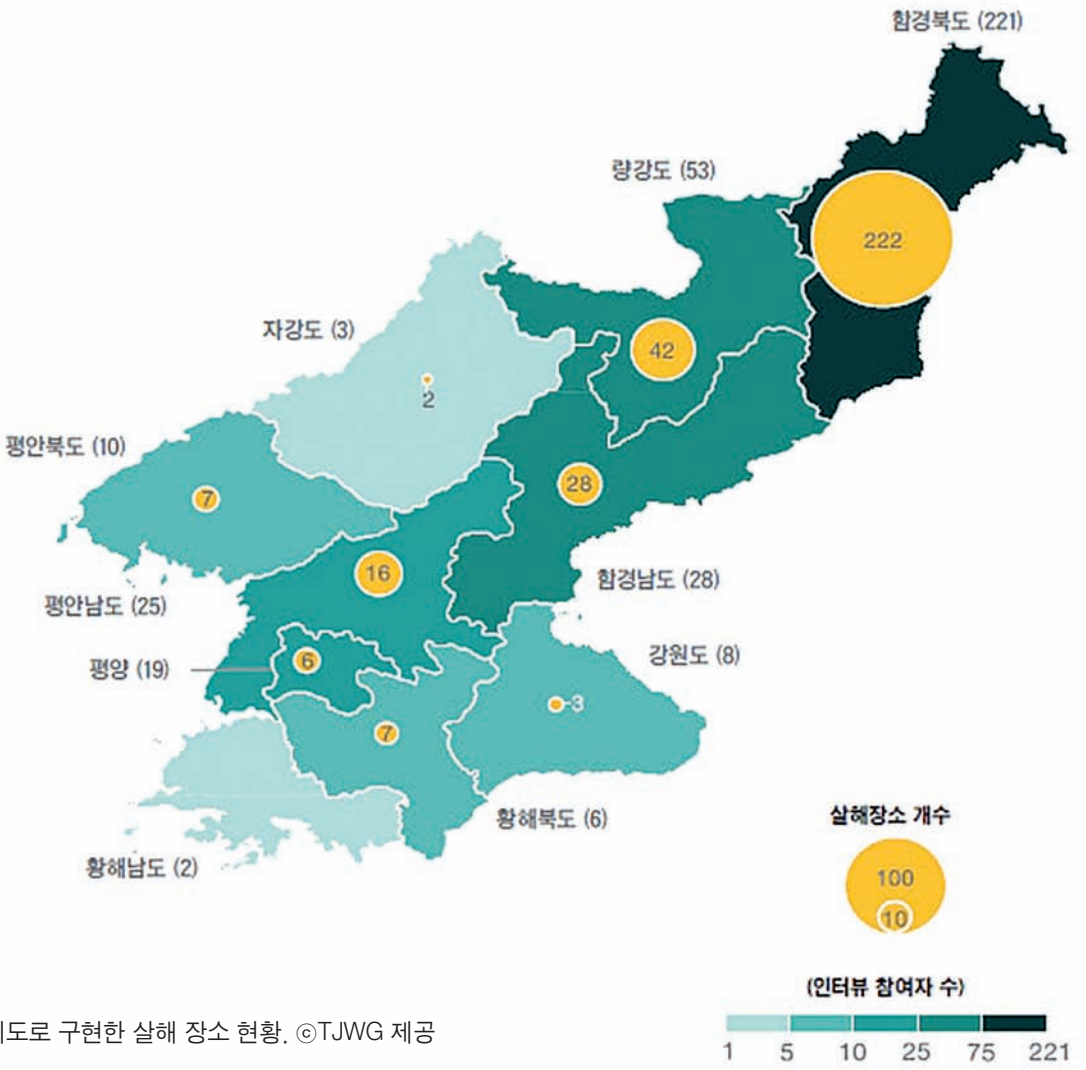 함경북도 (221)
량강도 (53)
222
자강도 (3)
42
2
평안북도 (10)
7
28
16
함경남도 (28)
평안남도 (25)
강원도 (8)
평양 (19)
6
3
7
황해북도 (6)
황해남도 (2)
살해장소 개수
100
10
(인터뷰 참여자 수)
1 5 10 25 75 221
지도로 구현한 살해 장소 현황. ⓒTJWG 제공